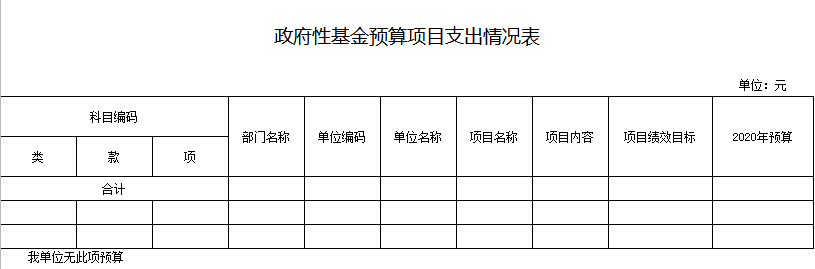 政府性基金预算项目支出情况表
单位：元
科目编码 部门名称 单位编码 单位名称 项目名称 项目内容 项目绩效目标 2020年预算
类 款 项
合计
我单位无此项预算